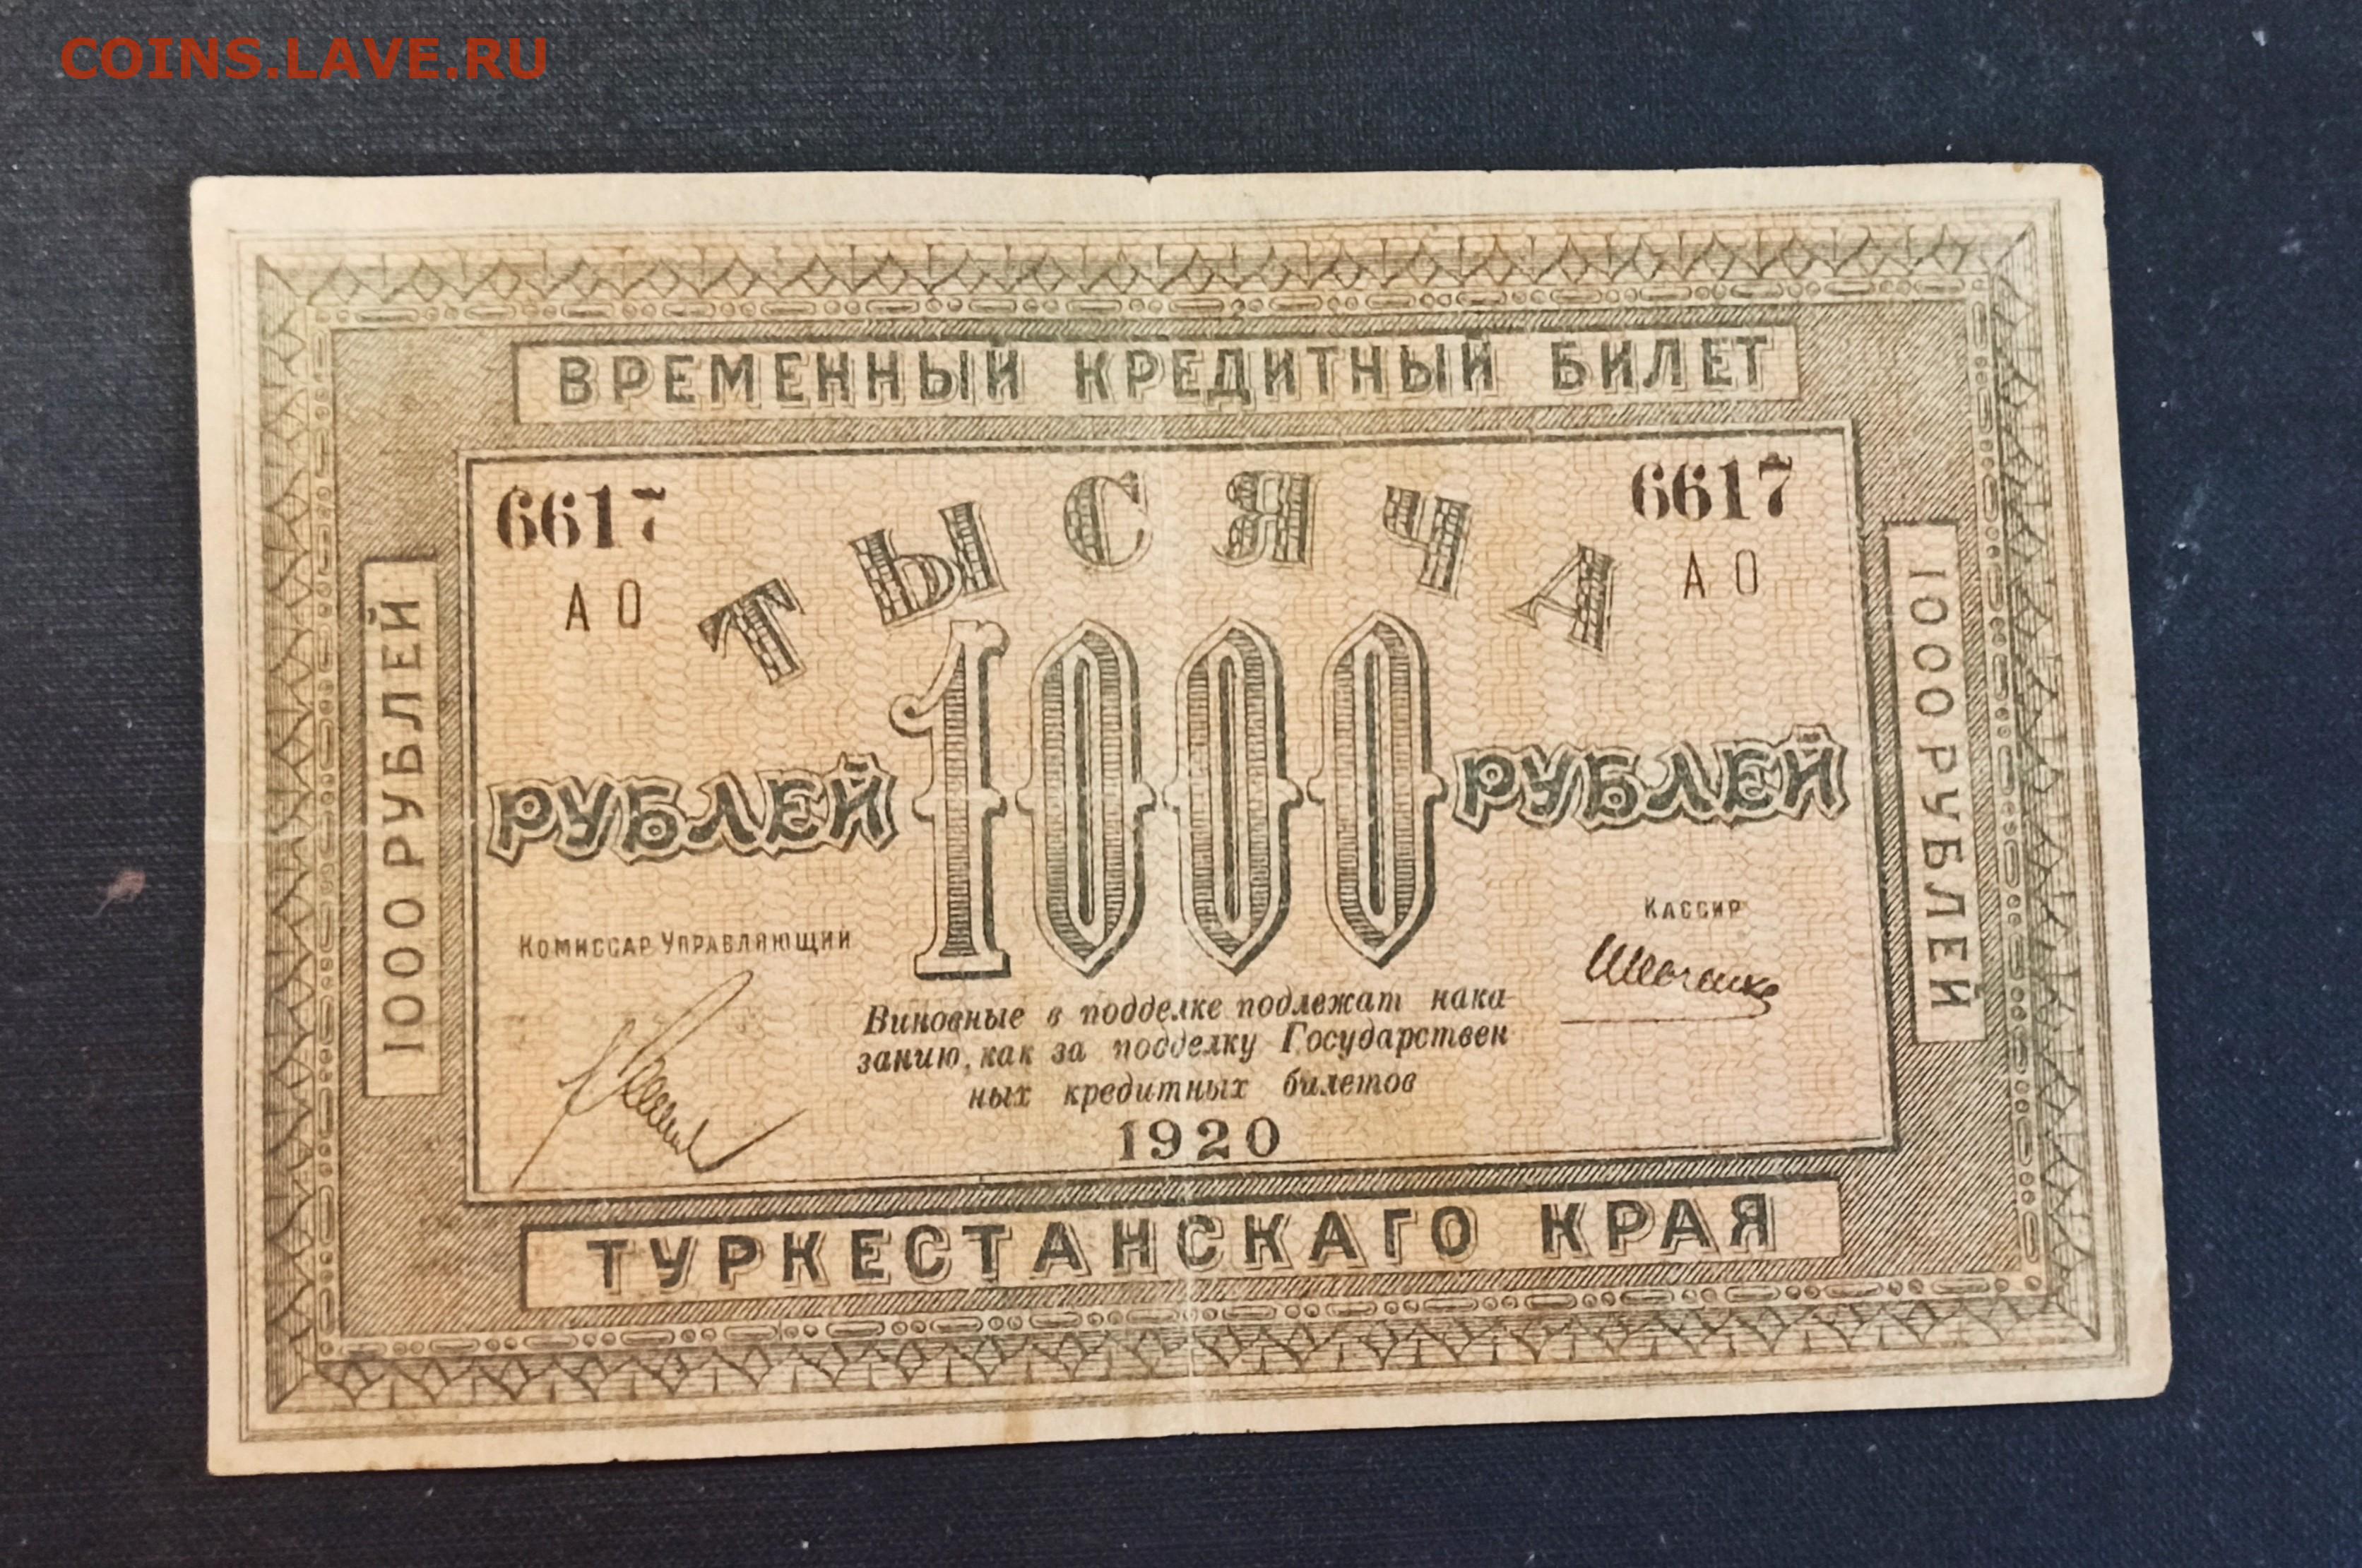 COINS.LAVE.RU
ВРЕМЕННЫЙ КРЕДИТНЫЙ БИЛЕТ
6617
6617
АО
АО
ТЫСЯЧА
РУБЛЕЙ 1000 РУБЛЕЙ
1000 РУБЛЕЙ
1000 РУБЛЕЙ
КОМИССАР УПРАВЛЯЮЩИЙ
КАССИР
Виновные в подделке подлежат нака
занию, как за подделку Государствен
ных кредитных билетов
1920
ТУРКЕСТАНСКАГО КРАЯ